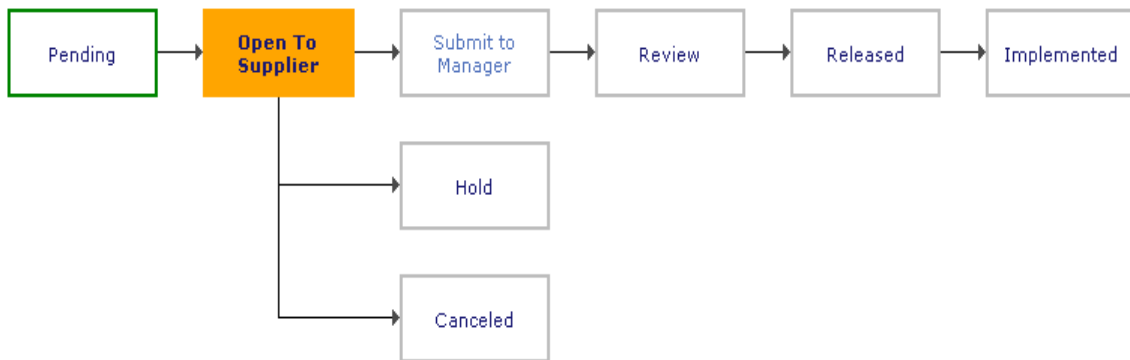 Pending
Open To
Supplier
Submit to
Manager
Review
Released
Implemented
Hold
Canceled